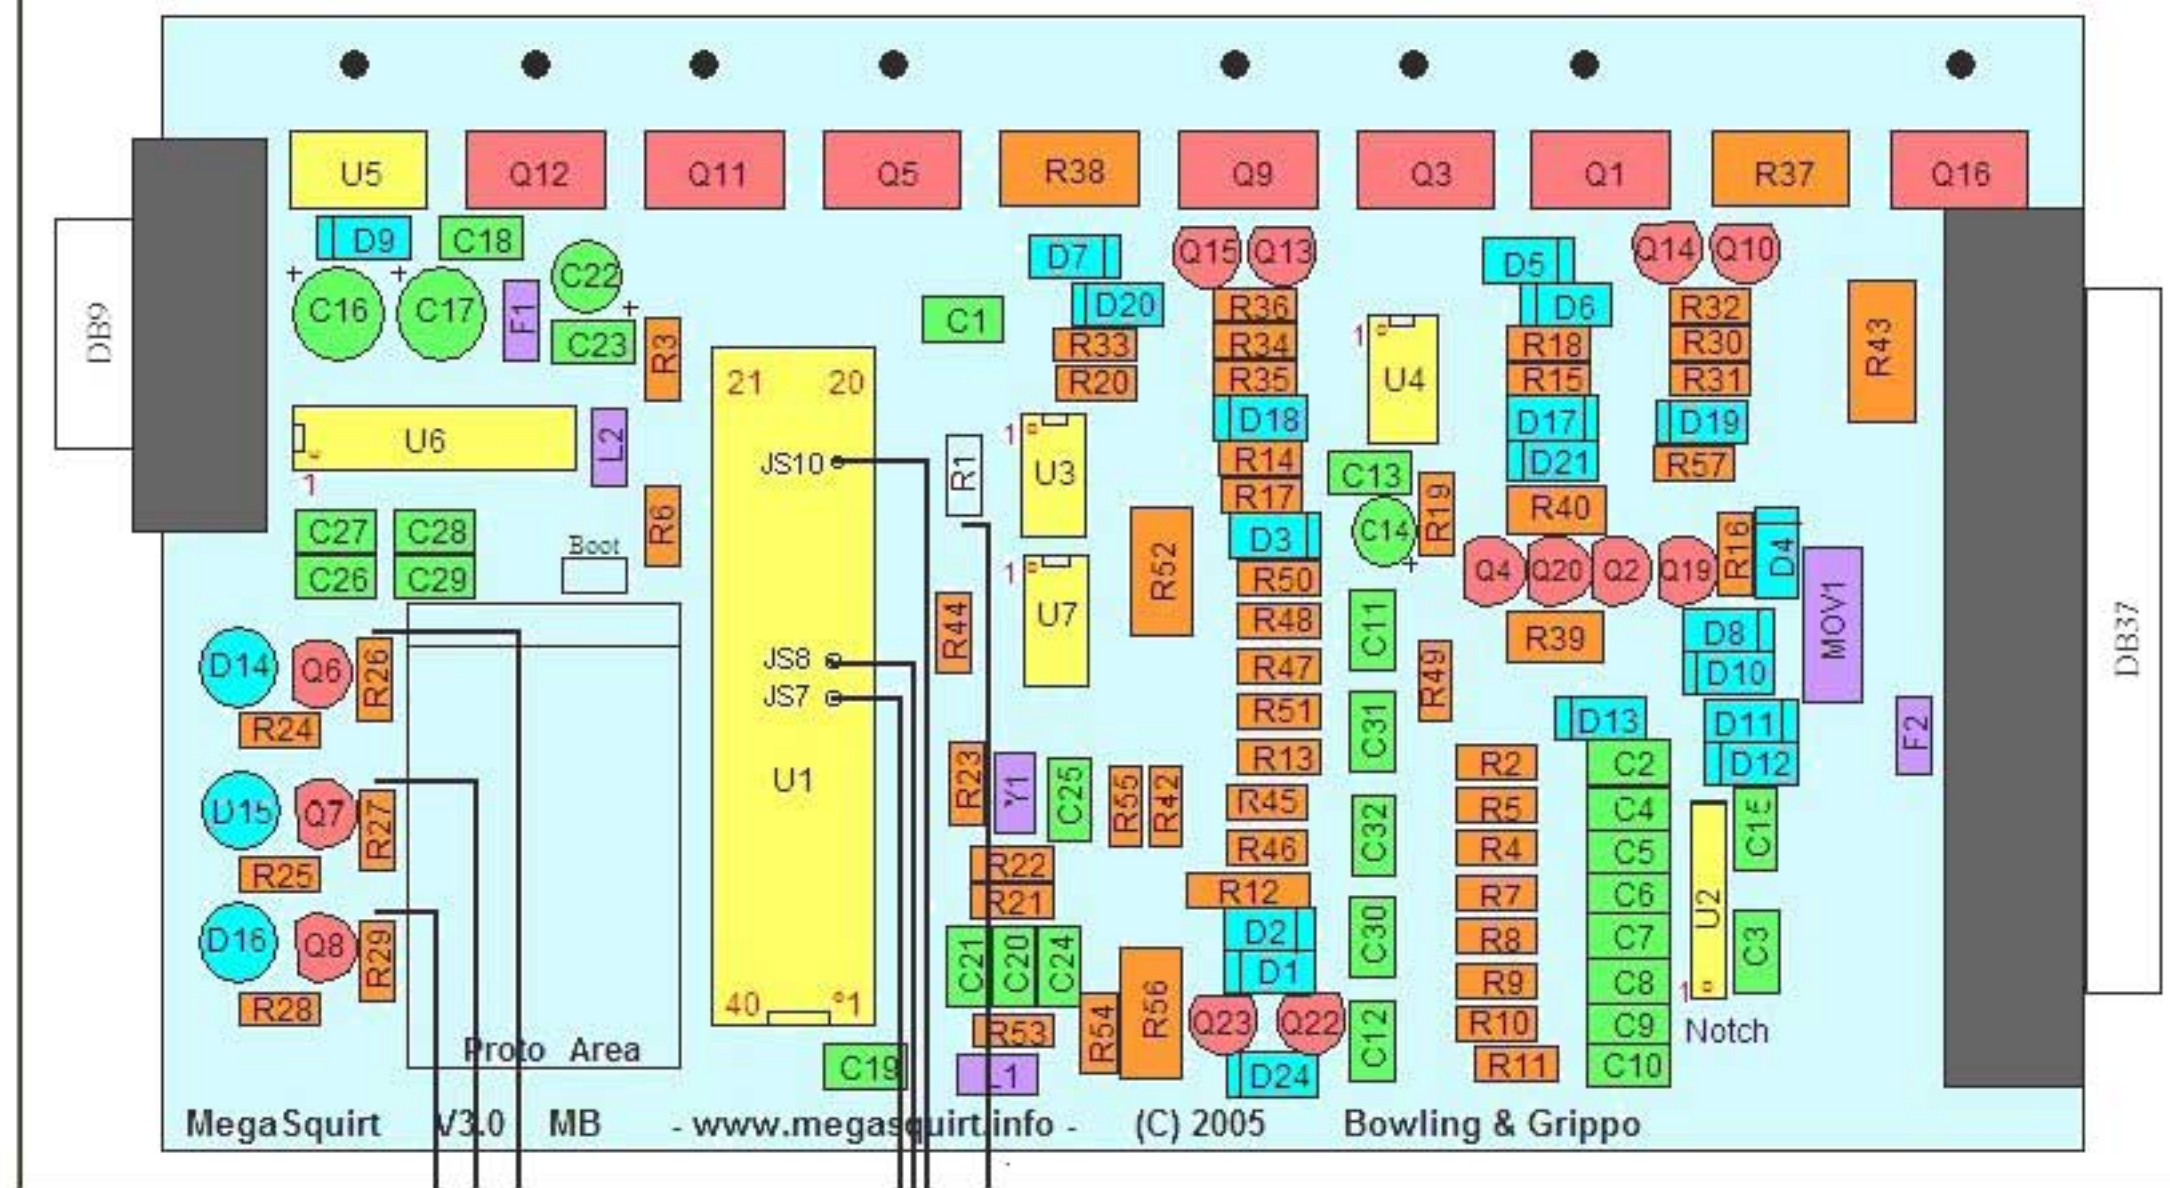 U5 Q12 Q11 Q5 R38 Q9 Q3 Q1 R37 Q16
D9 C18 D7 Q15 Q13 D5 Q14 Q10
+ + C22
C16 C17 F1 + C1 D20 R36 D6 R32
DB9 C23 R3 R33 R34 1 U4 R18 R30 R43
21 20 R20 R35 R15 R31
U6 L2 1 D18 D17 D19
JS10 R1 U3 R14 C13 D21 R57
1 R17 R19 R40
C27 C28 R6 D3 C14 R16 D4
Boot 1 R52 +
C26 C29 U7 R50 Q4 Q20 Q2 Q19
R44 R48 C11 R39 D8 MOV1 DB37
D14 Q6 R26 JS8 R47 R49 D10
JS7 R51 C31 D13 D11 F2
R24 R13 R2 C2 D12
U1 R23 Y1 C25 R55 R42
D15 Q7 R27 R45 C32 R5 C4 C15
R22 R46 R4 C5
R25 R21 R12 R7 C6 U2
D16 Q8 R29 C21 C20 C24 D2 C30 R8 C7 C3
D1 R9 C8 1
R28 40 1 R53 R54 R56 Q23 Q22 C12 R10 C9 Notch
Proto Area C19 L1 D24 R11 C10
MegaSquirt V3.0 MB - www.megasquirt.info - (C) 2005 Bowling & Grippo